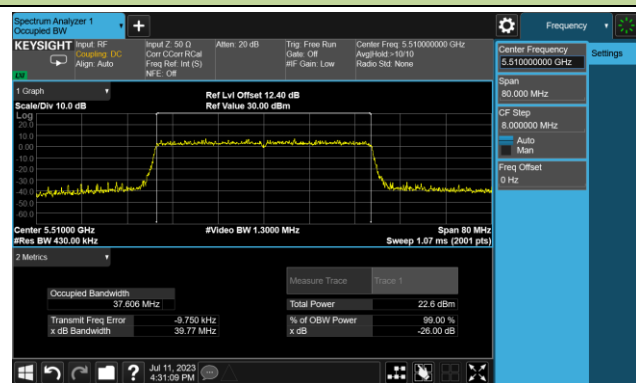 Spectrum Analyzer 1
Occupied BW
+
Frequency
KEYSIGHT
Input: RF
Coupling: DC
Align: Auto
Input Z: 50 Ω
Corr CCorr RCal
Freq Ref: Int (S)
NFE: Off
Atten: 20 dB
Trig: Free Run
Gate: Off
#IF Gain: Low
Center Freq: 5.510000000 GHz
Avg|Hold:>10/10
Radio Std: None
Center Frequency
5.510000000 GHz
Settings
Span
80.000 MHz
CF Step
8.000000 MHz
Auto
Man
Freq Offset
0 Hz
1 Graph
Scale/Div 10.0 dB
Ref Lvl Offset 12.40 dB
Ref Value 30.00 dBm
Log
20.0
10.0
0.00
-10.0
-20.0
-30.0
-40.0
-50.0
-60.0
Center 5.51000 GHz
#Res BW 430.00 kHz
#Video BW 1.3000 MHz
Span 80 MHz
Sweep 1.07 ms (2001 pts)
2 Metrics
Measure Trace
Trace 1
Occupied Bandwidth
37.606 MHz
Total Power
22.6 dBm
Transmit Freq Error
-9.750 kHz
% of OBW Power
99.00 %
x dB Bandwidth
39.77 MHz
x dB
-26.00 dB
?
Jul 11, 2023
4:31:09 PM